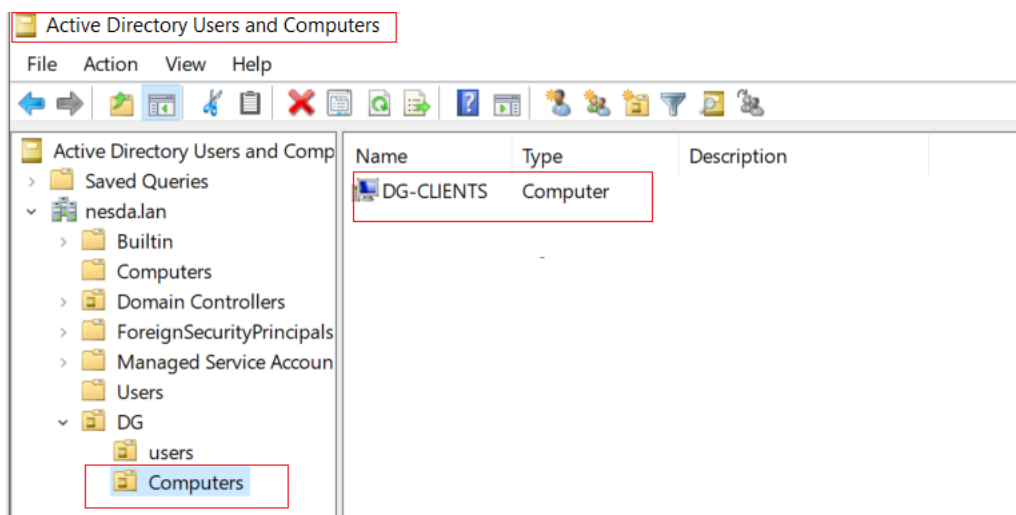 Active Directory Users and Computers
File Action View Help
Active Directory Users and Comp
Name Type Description
Saved Queries
DG-CLIENTS Computer
nesda.lan
Builtin
Computers
Domain Controllers
ForeignSecurityPrincipals
Managed Service Accoun
Users
DG
users
Computers